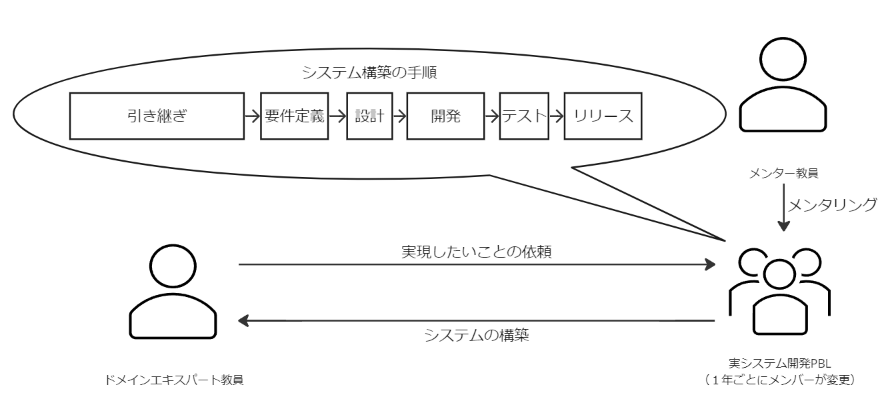 システム構築の手順
引き継ぎ
要件定義
設計
開発
テスト
リリース
メンター教員
メンタリング
実現したいことの依頼
システムの構築
ドメインエキスパート教員
実システム開発PBL
（１年ごとにメンバーが変更）